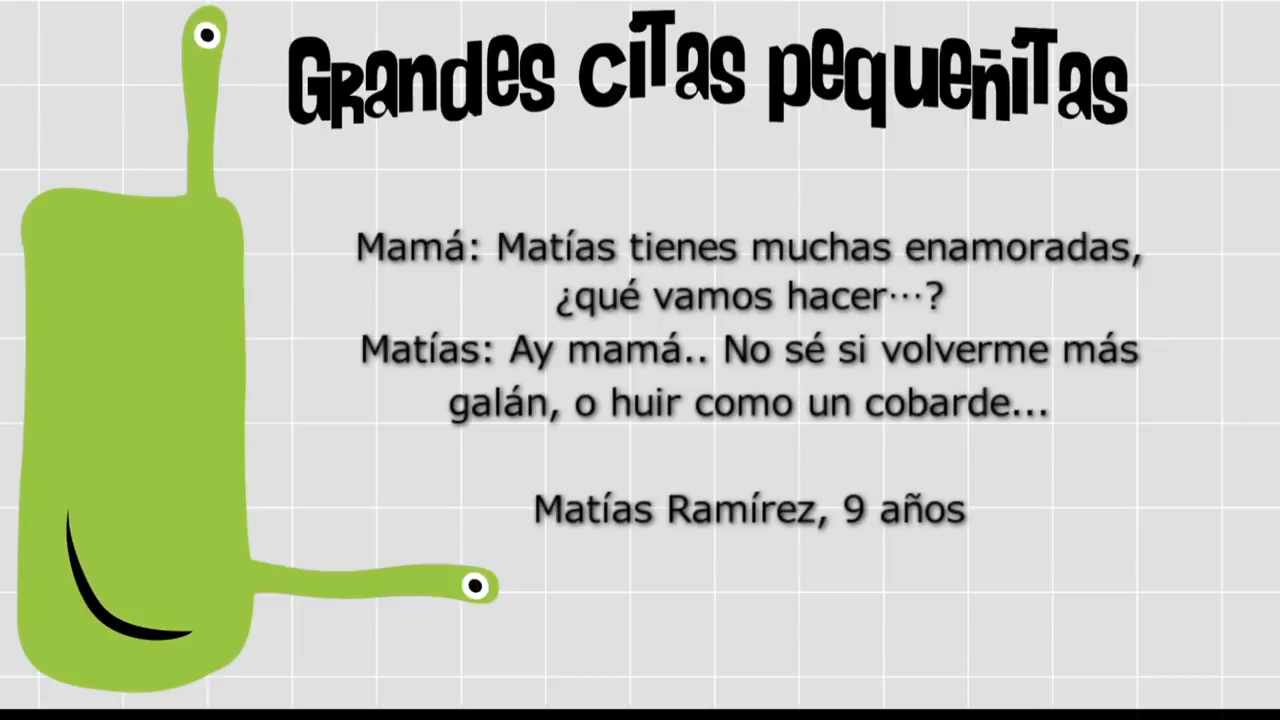 Grandes citas pequeñitas
Mamá: Matías tienes muchas enamoradas,
¿qué vamos hacer···?
Matías: Ay mamá.. No sé si volverme más
galán, o huir como un cobarde...
Matías Ramírez, 9 años